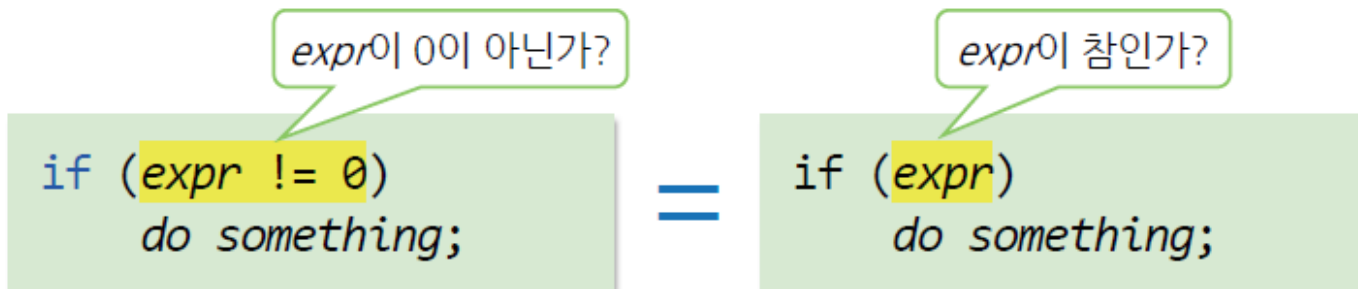 expr이 0이 아닌가?
if (expr != 0)
do something;
=
expr이 참인가?
if (expr)
do something;